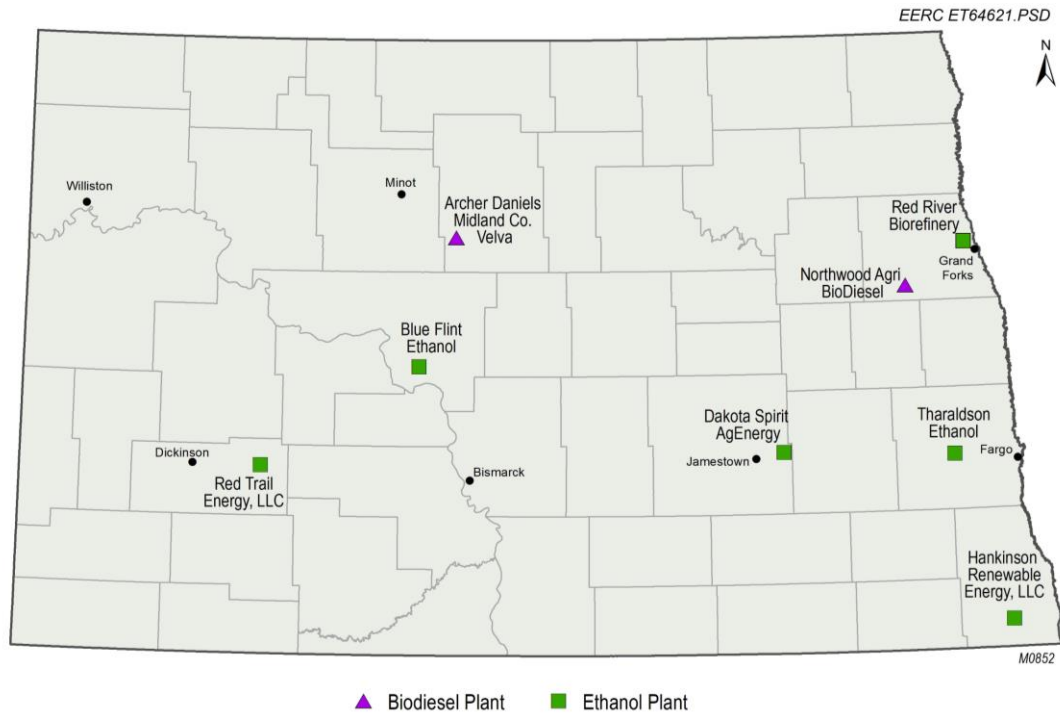 EERC ET64621.PSD
N
Williston
Minot
Archer Daniels
Midland Co.
Velva
Red River
Biorefinery
Grand
Forks
Northwood Agri
BioDiesel
Blue Flint
Ethanol
Dakota Spirit
AgEnergy
Tharaldson
Ethanol
Dickinson
Jamestown
Fargo
Bismarck
Red Trail
Energy, LLC
Hankinson
Renewable
Energy, LLC
M0852
Biodiesel Plant
Ethanol Plant